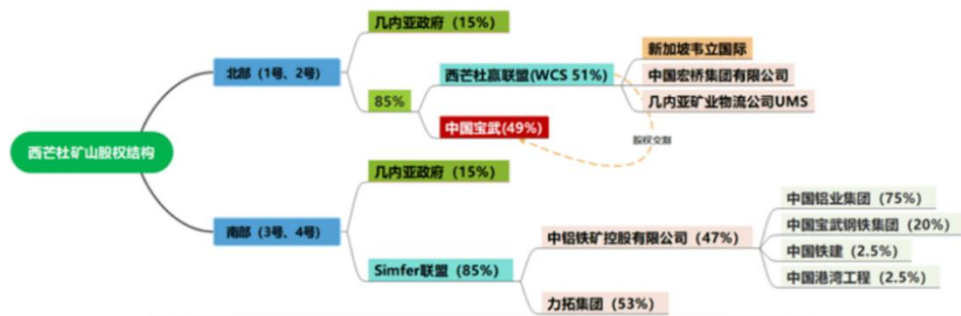 西芒杜矿山股权结构
北部（1号、2号）
几内亚政府（15%）
85%
西芒杜赢联盟(WCS 51%)
新加坡韦立国际
中国宏桥集团有限公司
几内亚矿业物流公司UMS
中国宝武(49%)
股权交割
南部（3号、4号）
几内亚政府（15%）
Simfer联盟（85%）
中铝铁矿控股有限公司（47%）
中国铝业集团（75%）
中国宝武钢铁集团（20%）
中国铁建（2.5%）
中国港湾工程（2.5%）
力拓集团（53%）